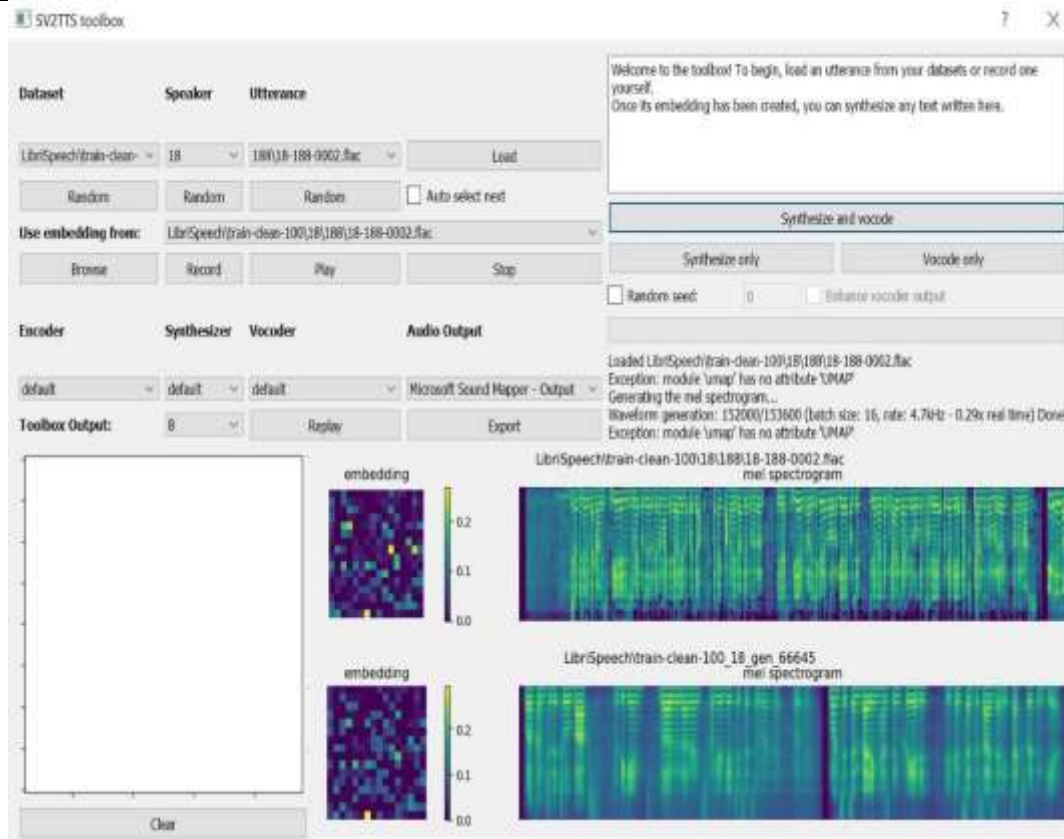 SV2TTS toolbox
? X
Dataset Speaker Utterance
LibriSpeech\train-clean- 18 188\18-188-0002.flac Load
Random Random Random Auto select next
Use embedding from: LibriSpeech\train-clean-100\18\188\18-188-0002.flac
Browse Record Play Stop
Encoder Synthesizer Vocoder Audio Output
default default default Microsoft Sound Mapper - Output
Toolbox Output: 8 Replay Export
Welcome to the toolbox! To begin, load an utterance from your datasets or record one
yourself.
Once its embedding has been created, you can synthesize any text written here.
Synthesize and vocode
Synthesize only Vocode only
Random seed: 0 Enhance vocoder output
Loaded LibriSpeech\train-clean-100\18\188\18-188-0002.flac
Exception: module 'umap' has no attribute 'UMAP'
Generating the mel spectrogram...
Waveform generation: 152000/153600 (batch size: 16, rate: 4.7kHz - 0.29x real time) Done
Exception: module 'umap' has no attribute 'UMAP'
LibriSpeech\train-clean-100\18\188\18-188-0002.flac
embedding mel spectrogram
0.2
0.1
0.0
LibriSpeech\train-clean-100_18_gen_66645
embedding mel spectrogram
0.2
0.1
0.0
Clear